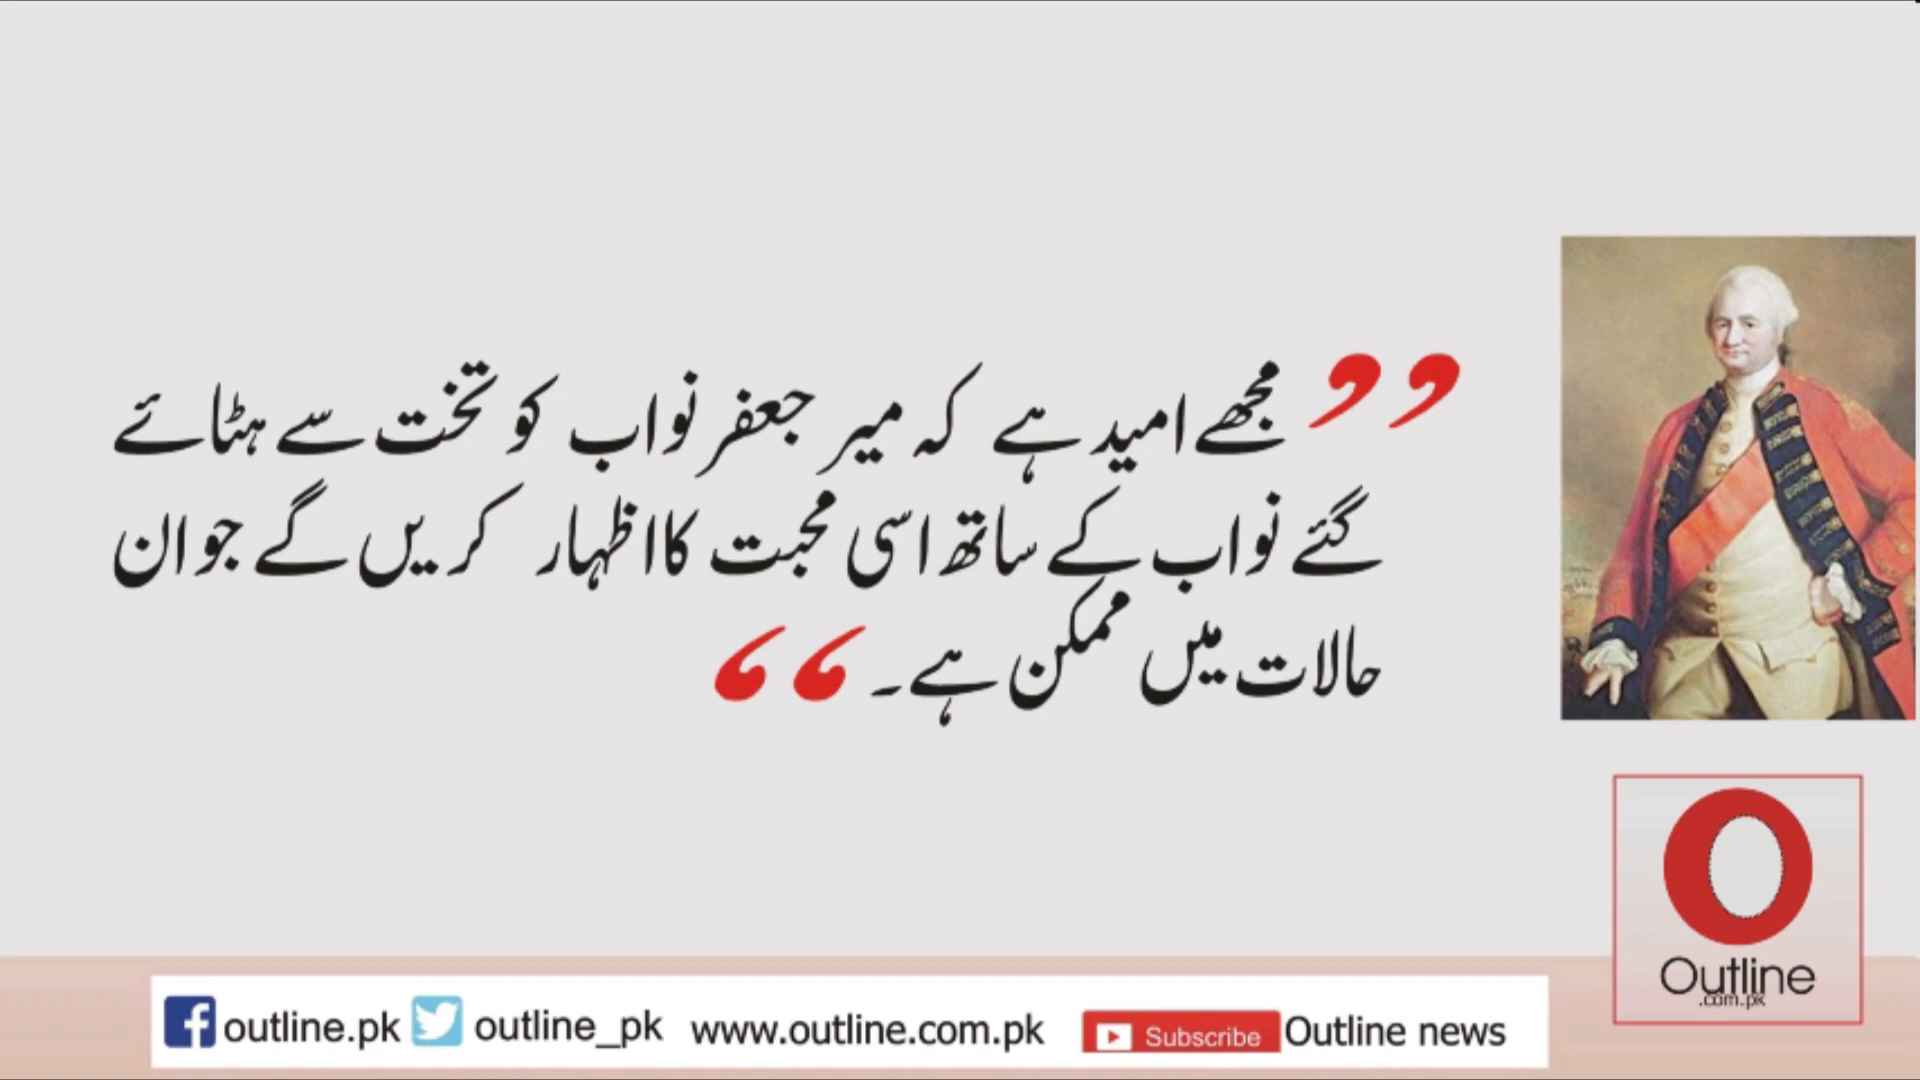 ” مجھے امید ہے کہ میر جعفر نواب کو تخت سے ہٹائے
گئے نواب کے ساتھ اسی محبت کا اظہار کریں گے جو ان
حالات میں ممکن ہے۔ “
Outline
.com.pk
outline.pk outline_pk www.outline.com.pk Subscribe Outline news